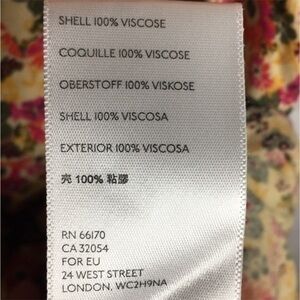 SHELL 100% VISCOSE
COQUILLE 100% VISCOSE
OBERSTOFF 100% VISKOSE
SHELL 100% VISCOSA
EXTERIOR 100% VISCOSA
壳 100% 粘膠
RN 66170
CA 32054
FOR EU
24 WEST STREET
LONDON, WC2H9NA